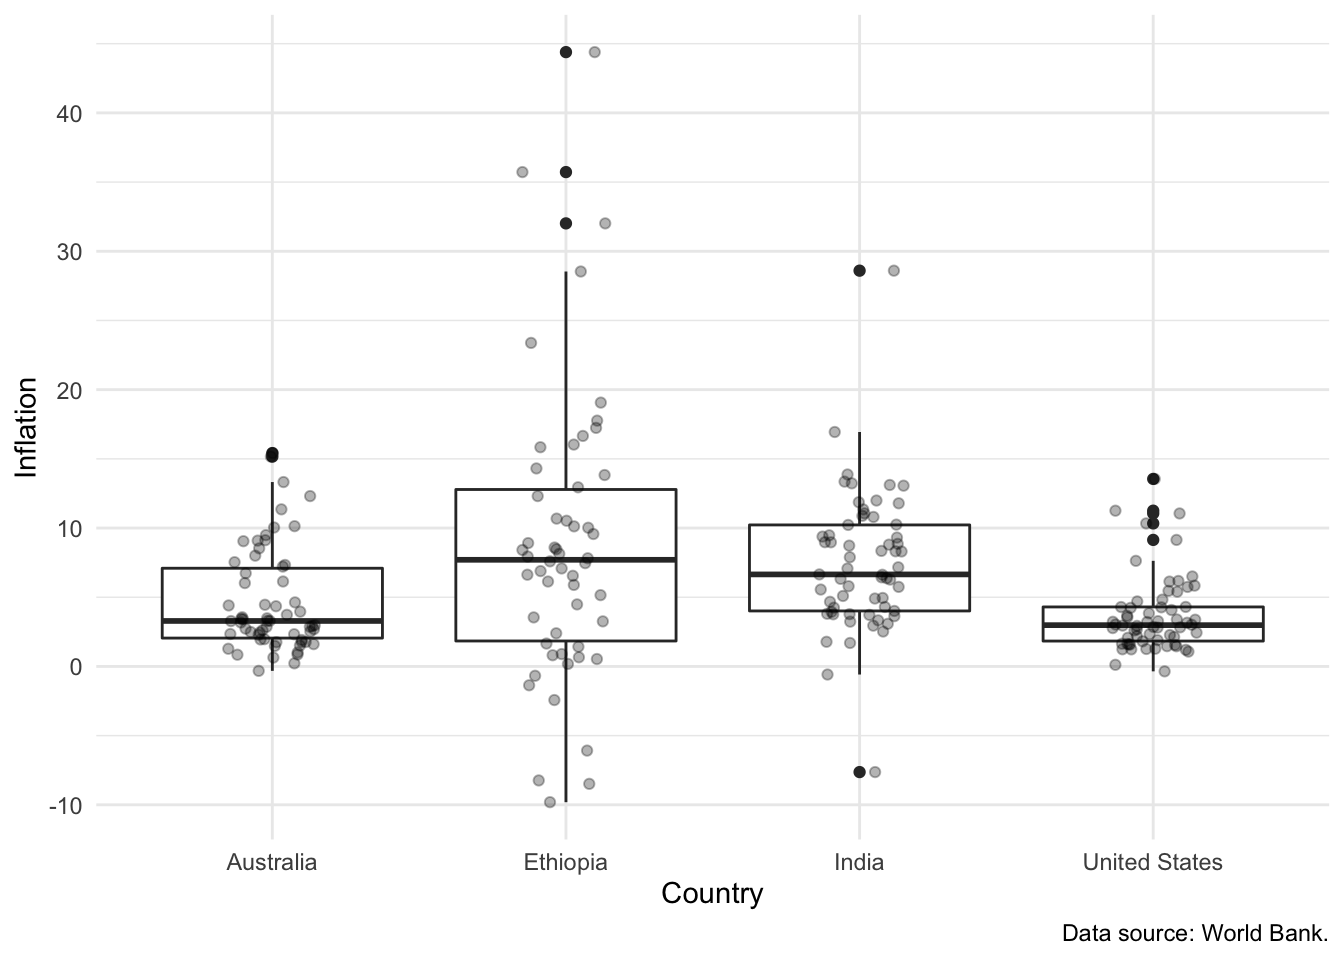 Inflation
40
30
20
10
0
-10
Australia
Ethiopia
India
United States
Country
Data source: World Bank.